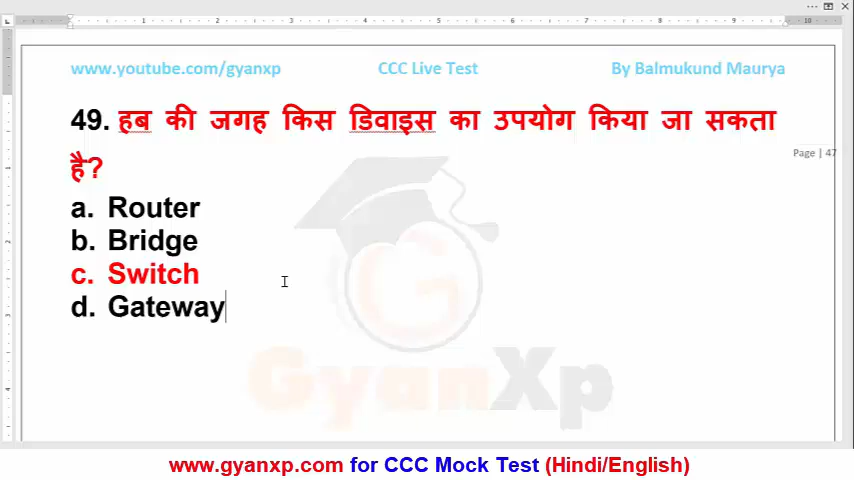 www.youtube.com/gyanxp CCC Live Test By Balmukund Maurya
49. हब की जगह किस डिवाइस का उपयोग किया जा सकता
है?
Page | 47
a. Router
b. Bridge
c. Switch
d. Gateway
GyanXp
www.gyanxp.com for CCC Mock Test (Hindi/English)